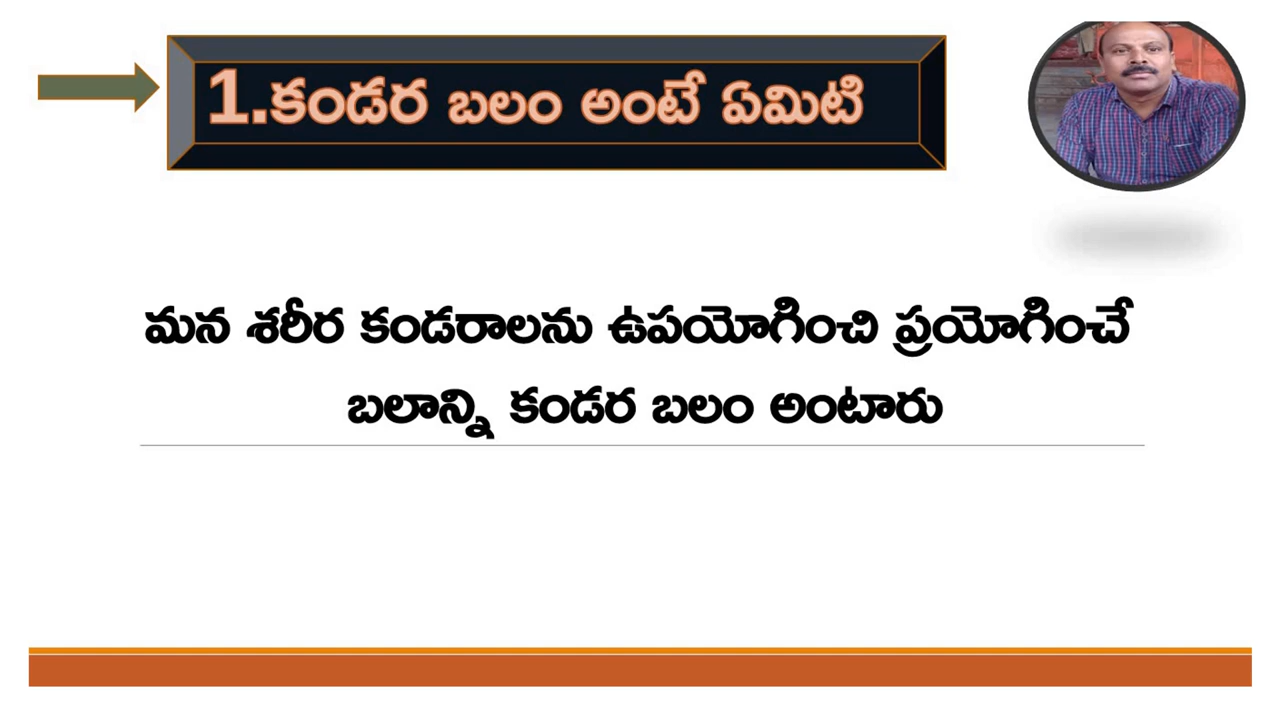 1.కండర బలం అంటే ఏమిటి
మన శరీర కండరాలను ఉపయోగించి ప్రయోగించే
బలాన్ని కండర బలం అంటారు